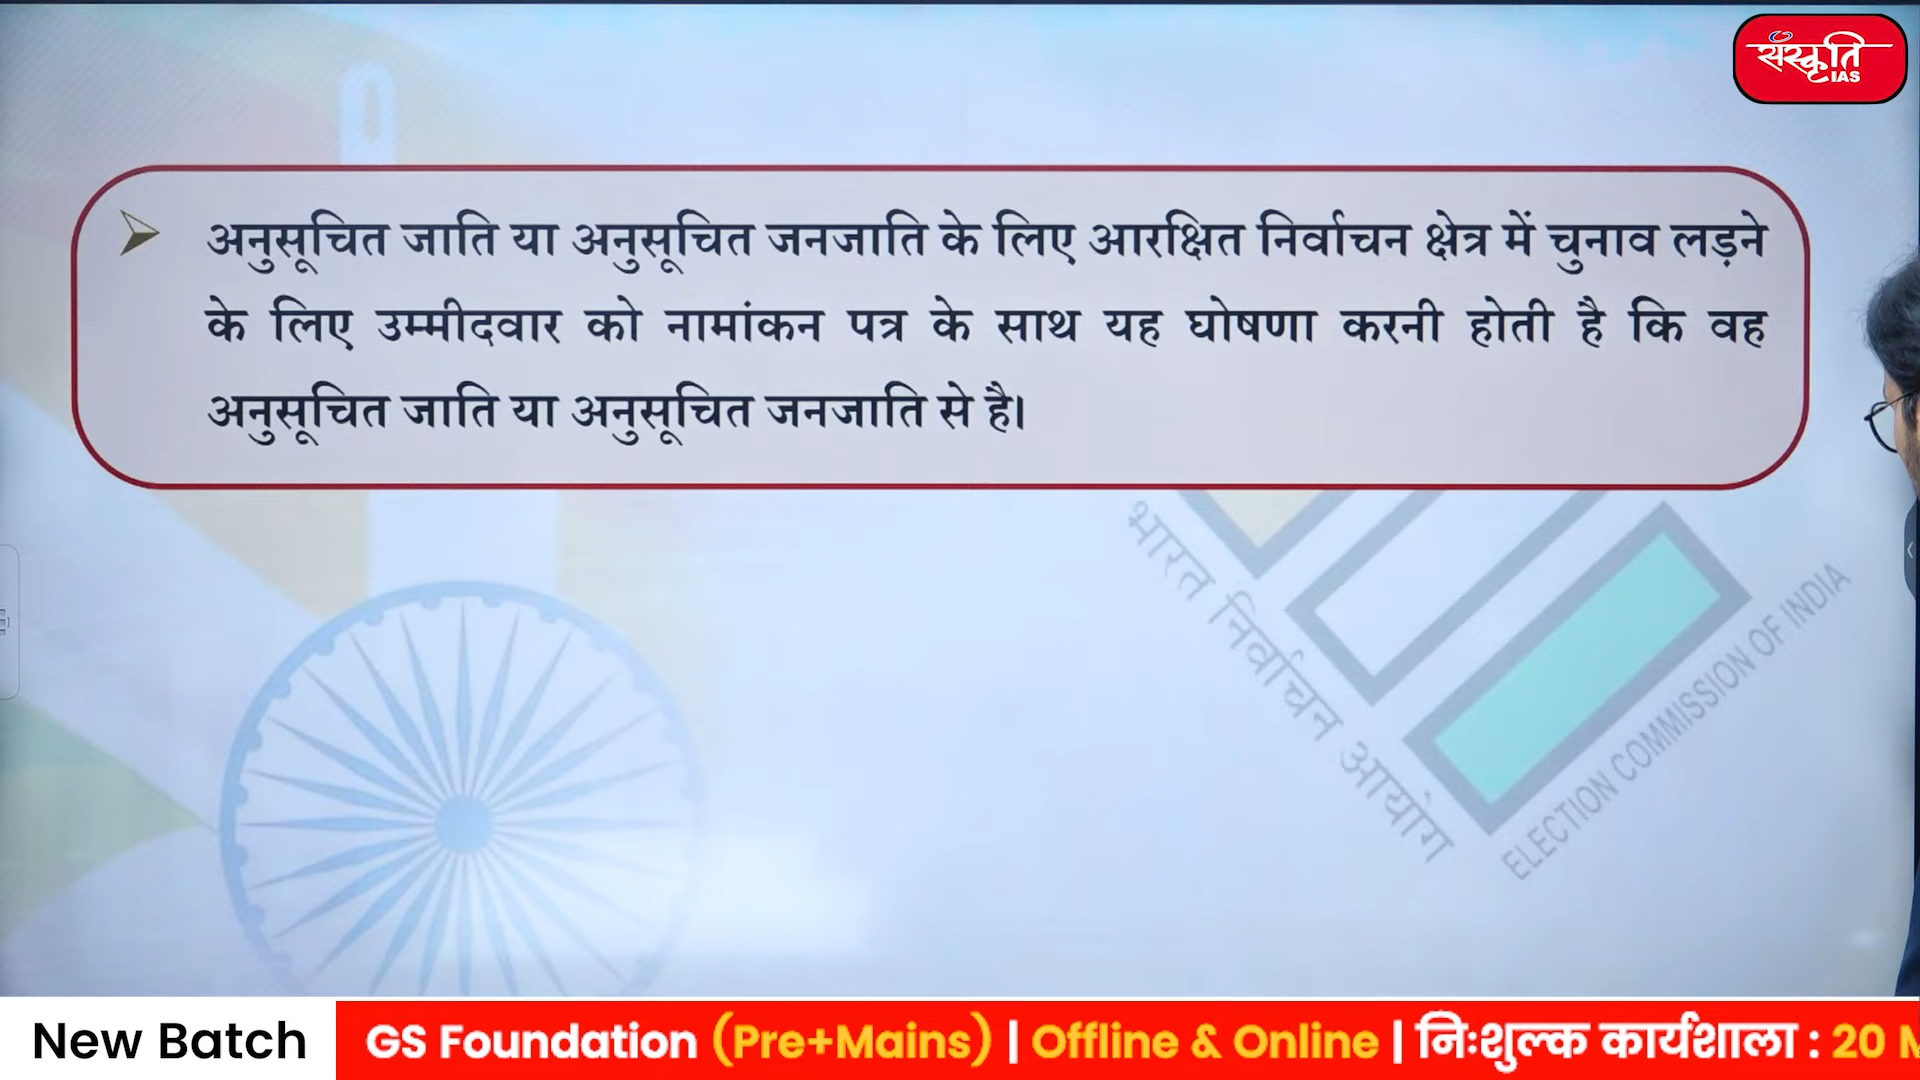 संस्कृति
IAS
अनुसूचित जाति या अनुसूचित जनजाति के लिए आरक्षित निर्वाचन क्षेत्र में चुनाव लड़ने
के लिए उम्मीदवार को नामांकन पत्र के साथ यह घोषणा करनी होती है कि वह
अनुसूचित जाति या अनुसूचित जनजाति से है।
भारत निर्वाचन आयोग
ELECTION COMMISSION OF INDIA
New Batch
GS Foundation (Pre+Mains) | Offline & Online | निःशुल्क कार्यशाला : 20